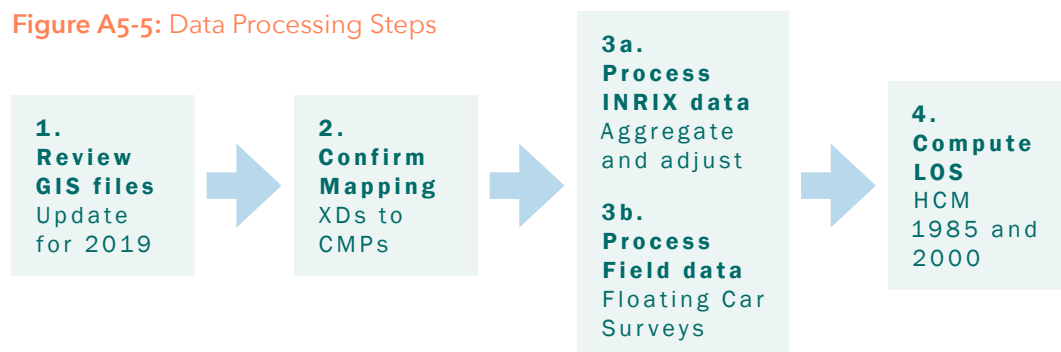 Figure A5-5: Data Processing Steps
1.
Review
GIS files
Update
for 2019
2.
Confirm
Mapping
XDs to
CMPs
3a.
Process
INRIX data
Aggregate
and adjust
3b.
Process
Field data
Floating Car
Surveys
4.
Compute
LOS
HCM
1985 and
2000